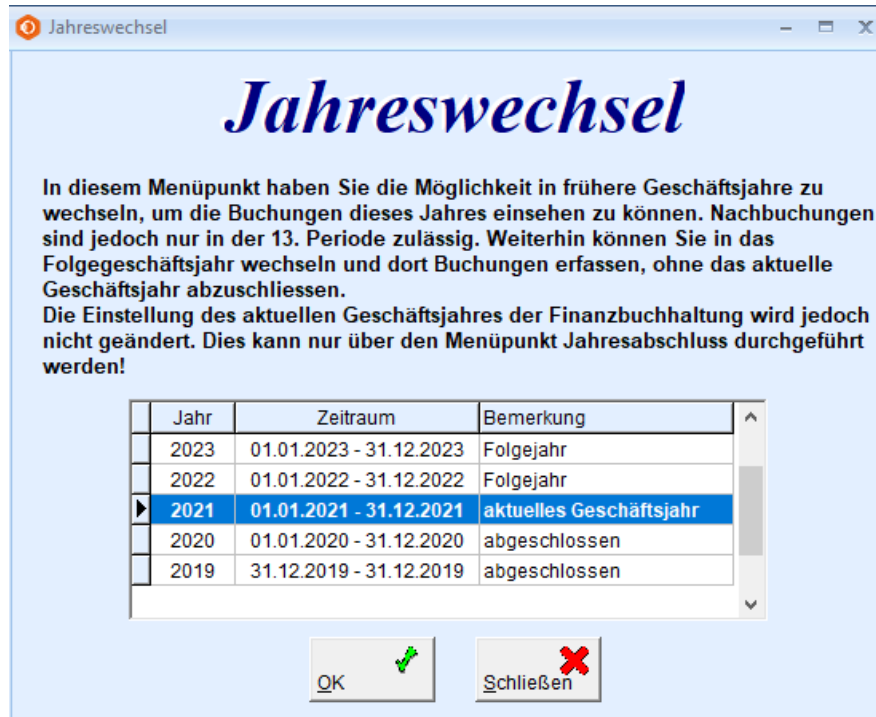 Jahreswechsel
Jahreswechsel
In diesem Menüpunkt haben Sie die Möglichkeit in frühere Geschäftsjahre zu
wechseln, um die Buchungen dieses Jahres einsehen zu können. Nachbuchungen
sind jedoch nur in der 13. Periode zulässig. Weiterhin können Sie in das
Folgegeschäftsjahr wechseln und dort Buchungen erfassen, ohne das aktuelle
Geschäftsjahr abzuschliessen.
Die Einstellung des aktuellen Geschäftsjahres der Finanzbuchhaltung wird jedoch
nicht geändert. Dies kann nur über den Menüpunkt Jahresabschluss durchgeführt
werden!
Jahr Zeitraum Bemerkung
2023 01.01.2023 - 31.12.2023 Folgejahr
2022 01.01.2022 - 31.12.2022 Folgejahr
2021 01.01.2021 - 31.12.2021 aktuelles Geschäftsjahr
2020 01.01.2020 - 31.12.2020 abgeschlossen
2019 31.12.2019 - 31.12.2019 abgeschlossen
OK Schließen